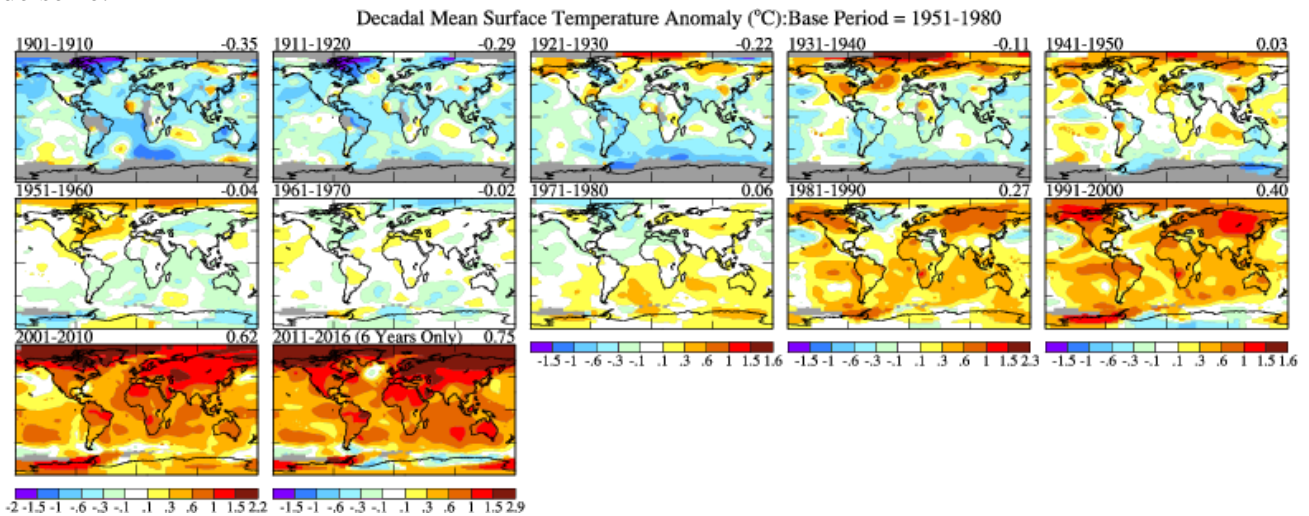 Decadal Mean Surface Temperature Anomaly (°C):Base Period = 1951-1980
1901-1910 -0.35 1911-1920 -0.29 1921-1930 -0.22 1931-1940 -0.11 1941-1950 0.03
1951-1960 -0.04 1961-1970 -0.02 1971-1980 0.06 1981-1990 0.27 1991-2000 0.40
2001-2010 0.62 2011-2016 (6 Years Only) 0.75
-1.5 -1 -.6 -.3 -.1 .1 .3 .6 1 1.5 1.6 -1.5 -1 -.6 -.3 -.1 .1 .3 .6 1 1.5 2.3 -1.5 -1 -.6 -.3 -.1 .1 .3 .6 1 1.5 1.6
-2 -1.5 -1 -.6 -.3 -.1 .1 .3 .6 1 1.5 2.2 -1.5 -1 -.6 -.3 -.1 .1 .3 .6 1 1.5 2.9